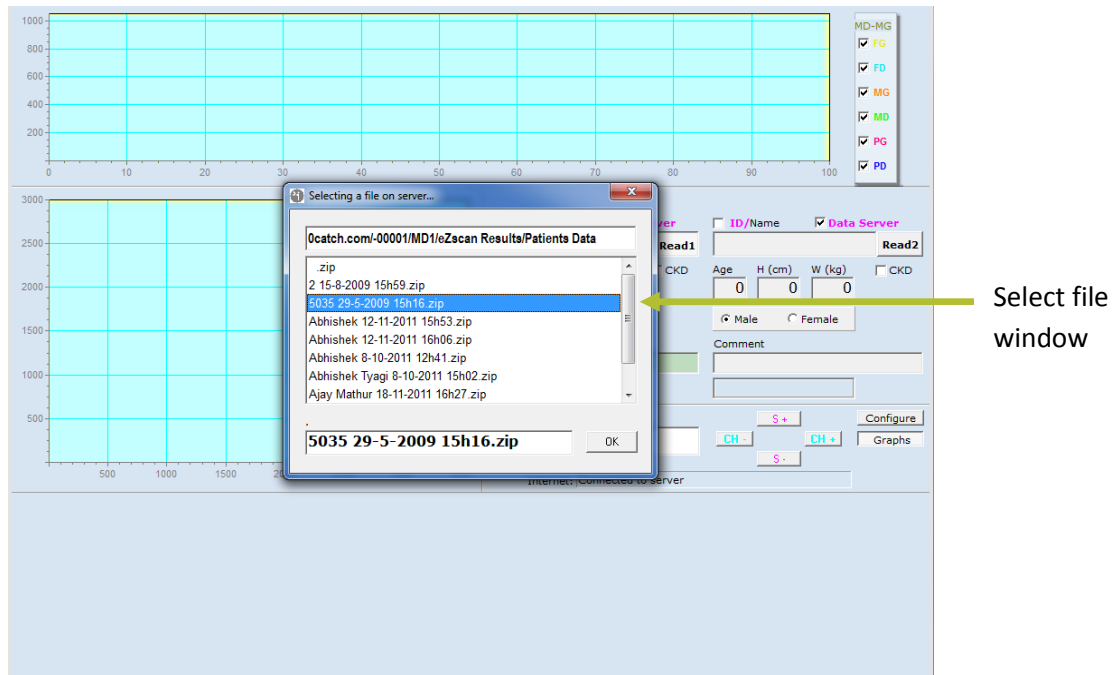 1000
800
600
400
200
0 10 20 30 40 50 60 70 80 90 100
MD-MG
FG
FD
MG
MD
PG
PD
3000
2500
2000
1500
1000
500
500 1000 1500
Selecting a file on server...
0catch.com/-00001/MD1/eZscan Results/Patients Data
.zip
2 15-8-2009 15h59.zip
5035 29-5-2009 15h16.zip
Abhishek 12-11-2011 15h53.zip
Abhishek 12-11-2011 16h06.zip
Abhishek 8-10-2011 12h41.zip
Abhishek Tyagi 8-10-2011 15h02.zip
Ajay Mathur 18-11-2011 16h27.zip
.
5035 29-5-2009 15h16.zip OK
Read1
CKD
ID/Name Data Server
Read2
Age H (cm) W (kg) CKD
0 0 0
Male Female
Comment
S + Configure
CH - CH + Graphs
S -
Internet: Connected to server
Select file
window